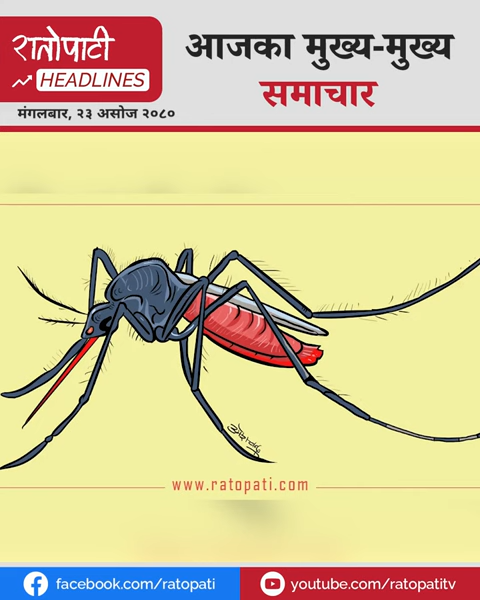 रातोपाटी
HEADLINES
मंगलबार, २३ असोज २०८०
आजका मुख्य-मुख्य
समाचार
www.ratopati.com
facebook.com/ratopati
youtube.com/ratopatitv